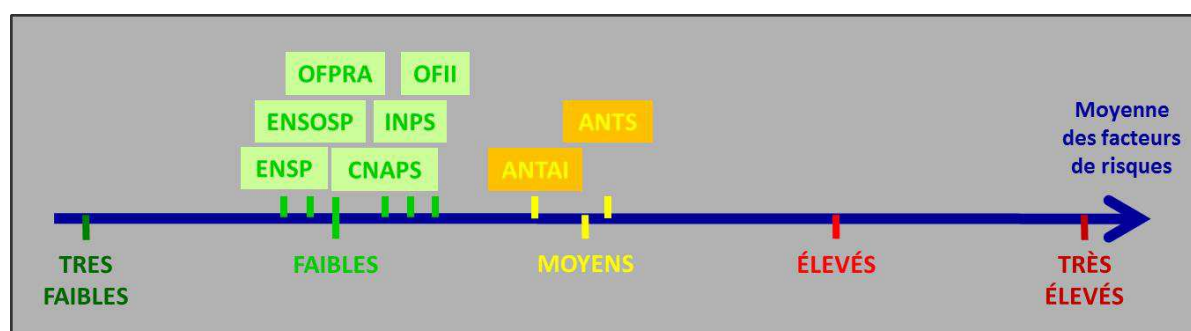 OFPRA OFII
ENSOSP INPS ANTS
ENSP CNAPS ANTAI
Moyenne
des facteurs
de risques
TRES
FAIBLES
FAIBLES
MOYENS
ÉLEVÉS
TRÈS
ÉLEVÉS